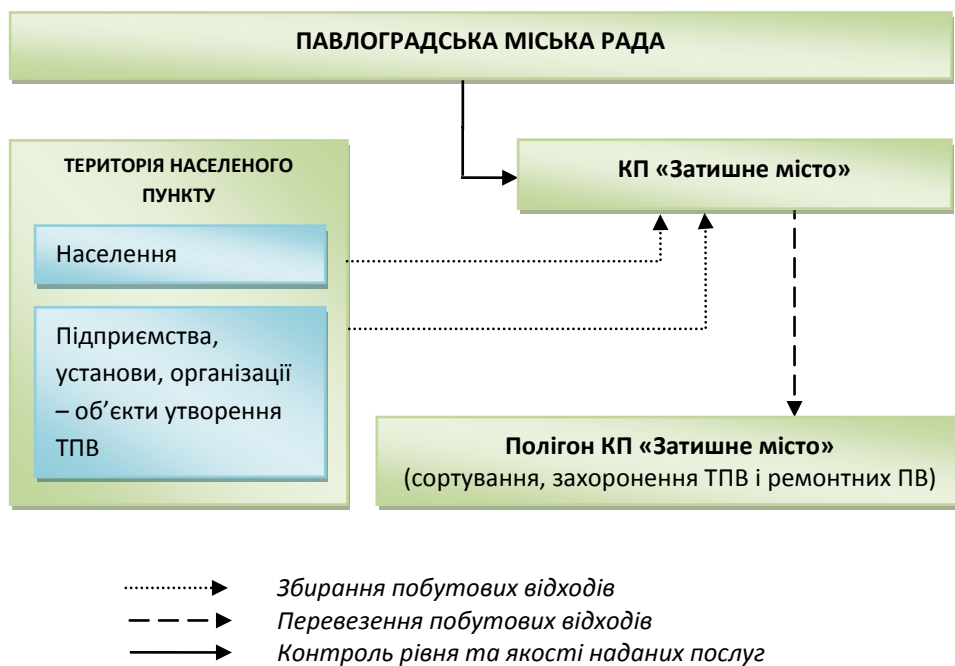 ПАВЛОГРАДСЬКА МІСЬКА РАДА
ТЕРИТОРІЯ НАСЕЛЕНОГО
ПУНКТУ
Населення
Підприємства,
установи, організації
– об’єкти утворення
ТПВ
КП «Затишне місто»
Полігон КП «Затишне місто»
(сортування, захоронення ТПВ і ремонтних ПВ)
Збирання побутових відходів
Перевезення побутових відходів
Контроль рівня та якості наданих послуг